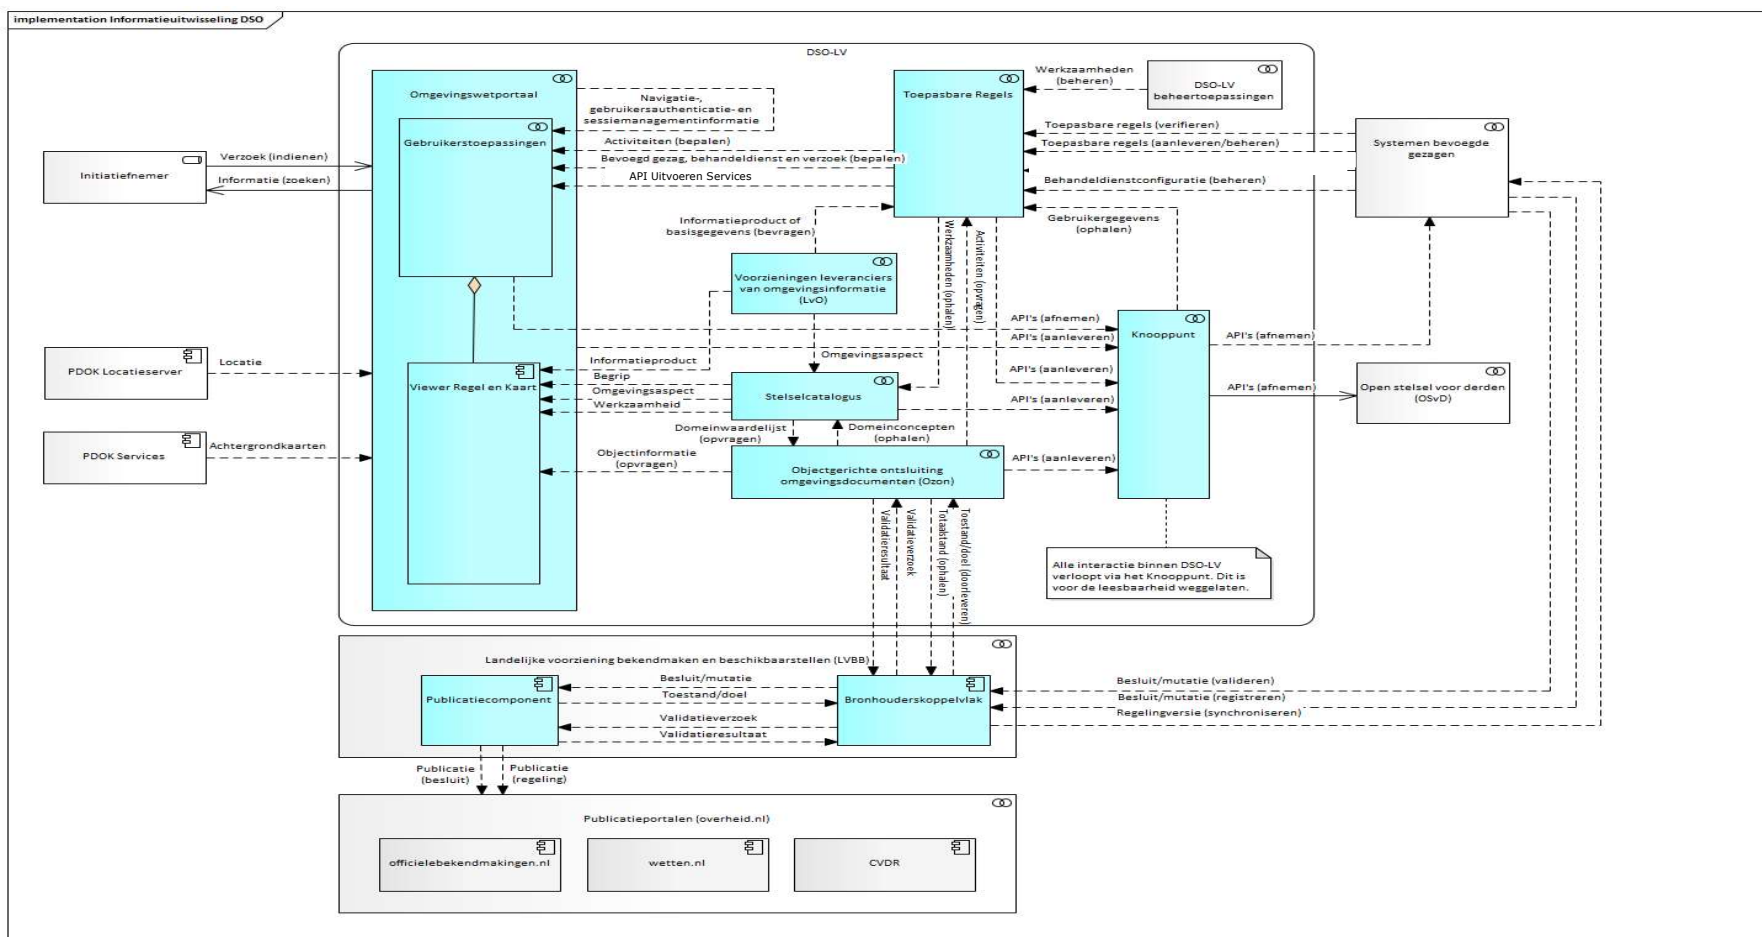 implementation Informatieuitwisseling DSO
DSO-LV
Omgevingswetportaal
Navigatie-,
gebruikersauthenticatie- en
sessiemanagementinformatie
Gebruikerstoepassingen
Activiteiten (bepalen)
Bevoegd gezag, behandeldienst en verzoek (bepalen)
API Uitvoeren Services
Toepasbare Regels
Werkzaamheden
(beheren)
DSO-LV
beheertoepassingen
Toepasbare regels (verifieren)
Toepasbare regels (aanleveren/beheren)
Behandeldienstconfiguratie (beheren)
Systemen bevoegde
gezagen
Initiatiefnemer
Verzoek (indienen)
Informatie (zoeken)
Gebruikergegevens
(ophalen)
Informatieproduct of
basisgegevens (bevragen)
Werkzaamheden (ophalen)
Activiteiten (opvragen)
Voorzieningen leveranciers
van omgevingsinformatie
(LvO)
API's (afnemen)
API's (aanleveren)
API's (aanleveren)
API's (aanleveren)
API's (aanleveren)
Knooppunt
API's (afnemen)
API's (afnemen)
Open stelsel voor derden
(OSvD)
PDOK Locatieserver
Locatie
PDOK Services
Achtergrondkaarten
Viewer Regel en Kaart
Informatieproduct
Begrip
Omgevingsaspect
Werkzaamheid
Omgevingsaspect
Stelselcatalogus
Domeinwaardelijst
(opvragen)
Domeinconcepten
(ophalen)
Objectinformatie
(opvragen)
Objectgerichte ontsluiting
omgevingsdocumenten (Ozon)
Validatieresultaat
Validatieverzoek
Totaalstand (ophalen)
Toestand/doel (doorleveren)
Alle interactie binnen DSO-LV
verloopt via het Knooppunt. Dit is
voor de leesbaarheid weggelaten.
Landelijke voorziening bekendmaken en beschikbaarstellen (LVBB)
Publicatiecomponent
Besluit/mutatie
Toestand/doel
Validatieverzoek
Validatieresultaat
Bronhouderskoppelvlak
Besluit/mutatie (valideren)
Besluit/mutatie (registreren)
Regelingversie (synchroniseren)
Publicatie
(besluit)
Publicatie
(regeling)
Publicatieportalen (overheid.nl)
officielebekendmakingen.nl
wetten.nl
CVDR